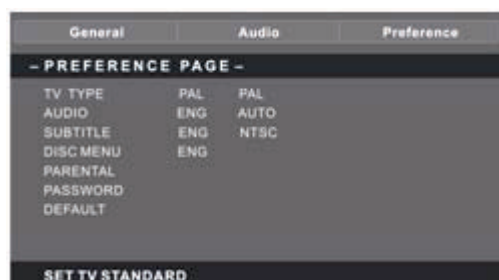 General Audio Preference
– PREFERENCE PAGE –
TV TYPE PAL PAL
AUDIO ENG AUTO
SUBTITLE ENG NTSC
DISC MENU ENG
PARENTAL
PASSWORD
DEFAULT
SET TV STANDARD